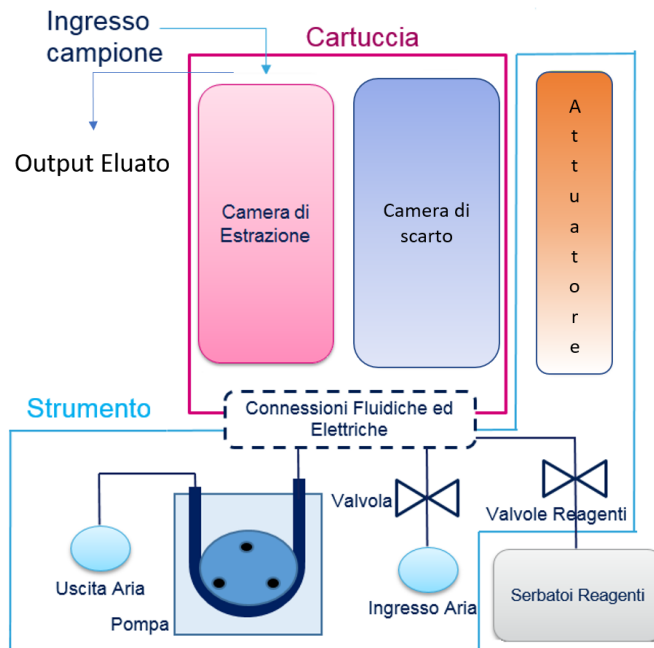 Ingresso
campione
Cartuccia
Output Eluato
Camera di
Estrazione
Camera di
scarto
Attuatore
Strumento
Connessioni Fluidiche ed
Elettriche
Valvola
Valvole Reagenti
Uscita Aria
Ingresso Aria
Serbatoi Reagenti
Pompa